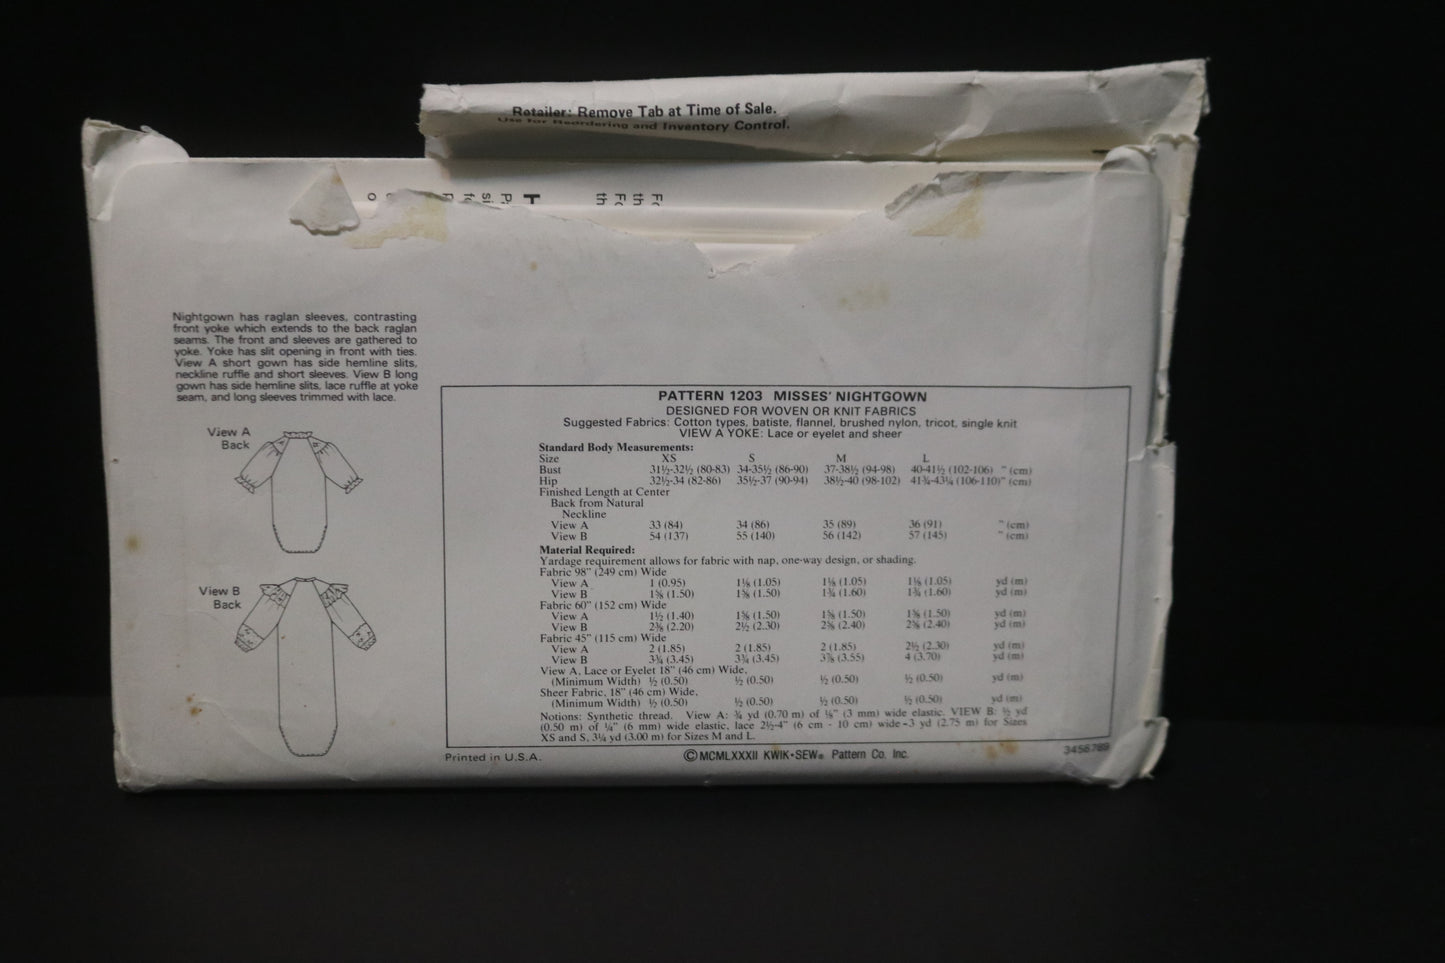 Retailer: Remove Tab at Time of Sale.
Use for Reordering and Inventory Control.
Nightgown has raglan sleeves, contrasting
front yoke which extends to the back raglan
seams. The front and sleeves are gathered to
yoke. Yoke has slit opening in front with ties.
View A short gown has side hemline slits,
neckline ruffle and short sleeves. View B long
gown has side hemline slits, lace ruffle at yoke
seam, and long sleeves trimmed with lace.
View A
Back
View B
Back
PATTERN 1203 MISSES' NIGHTGOWN
DESIGNED FOR WOVEN OR KNIT FABRICS
Suggested Fabrics: Cotton types, batiste, flannel, brushed nylon, tricot, single knit
VIEW A YOKE: Lace or eyelet and sheer
Standard Body Measurements:
Size XS S M L
Bust 31½-32½ (80-83) 34-35½ (86-90) 37-38½ (94-98) 40-41½ (102-106) " (cm)
Hip 32½-34 (82-86) 35½-37 (90-94) 38½-40 (98-102) 41¾-43¼ (106-110) " (cm)
Finished Length at Center
Back from Natural
Neckline
View A 33 (84) 34 (86) 35 (89) 36 (91) " (cm)
View B 54 (137) 55 (140) 56 (142) 57 (145) " (cm)
Material Required:
Yardage requirement allows for fabric with nap, one-way design, or shading.
Fabric 98" (249 cm) Wide
View A 1 (0.95) 1⅛ (1.05) 1⅛ (1.05) 1⅛ (1.05) yd (m)
View B 1⅝ (1.50) 1⅝ (1.50) 1¾ (1.60) 1¾ (1.60) yd (m)
Fabric 60" (152 cm) Wide
View A 1½ (1.40) 1⅝ (1.50) 1⅝ (1.50) 1⅝ (1.50) yd (m)
View B 2⅜ (2.20) 2½ (2.30) 2⅝ (2.40) 2⅝ (2.40) yd (m)
Fabric 45" (115 cm) Wide
View A 2 (1.85) 2 (1.85) 2 (1.85) 2½ (2.30) yd (m)
View B 3¾ (3.45) 3¾ (3.45) 3⅞ (3.55) 4 (3.70) yd (m)
View A, Lace or Eyelet 18" (46 cm) Wide,
(Minimum Width) ½ (0.50) ½ (0.50) ½ (0.50) ½ (0.50) yd (m)
Sheer Fabric, 18" (46 cm) Wide,
(Minimum Width) ½ (0.50) ½ (0.50) ½ (0.50) ½ (0.50) yd (m)
Notions: Synthetic thread. View A: ¾ yd (0.70 m) of ⅛" (3 mm) wide elastic. VIEW B: ½ yd
(0.50 m) of ¼" (6 mm) wide elastic, lace 2½-4" (6 cm - 10 cm) wide-3 yd (2.75 m) for Sizes
XS and S, 3¼ yd (3.00 m) for Sizes M and L.
Printed in U.S.A.
©MCMLXXXII KWIK•SEW® Pattern Co. Inc.
3456789